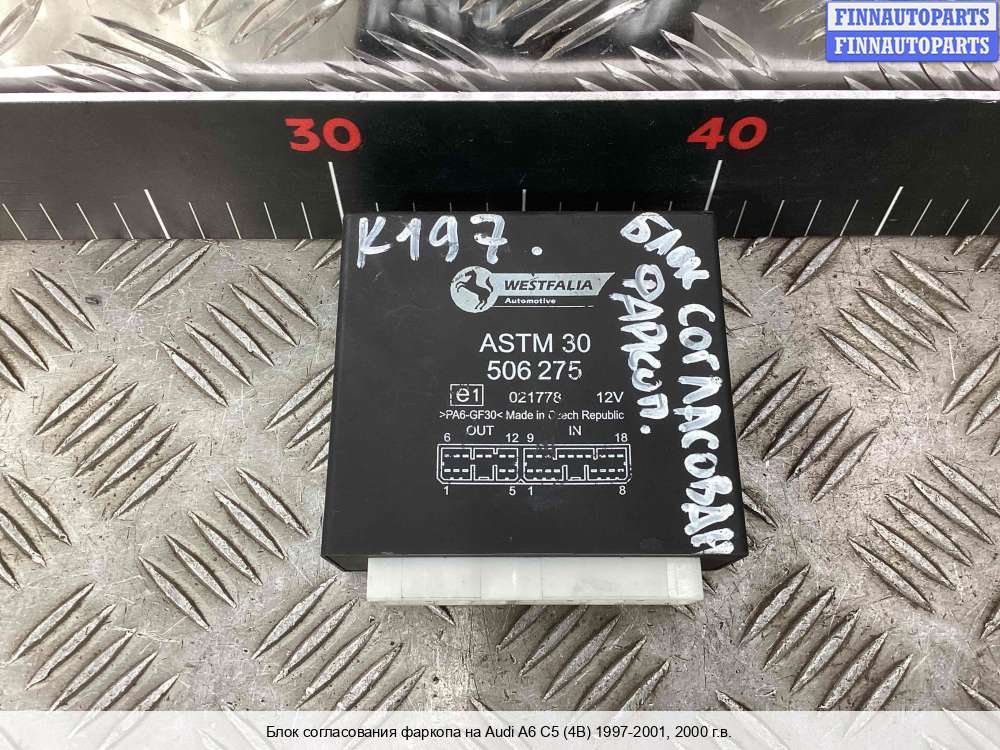 FINNAUTOPARTS
FINNAUTOPARTS
30 40
К197.
БЛОК СОГЛАСОВАН
ФАРКОП.
WESTFALIA
Automotive
ASTM 30
506 275
e1 021778 12V
>PA6-GF30< Made in Czech Republic
OUT IN
6 12 9 18
1 5 1 8
Блок согласования фаркопа на Audi A6 C5 (4B) 1997-2001, 2000 г.в.